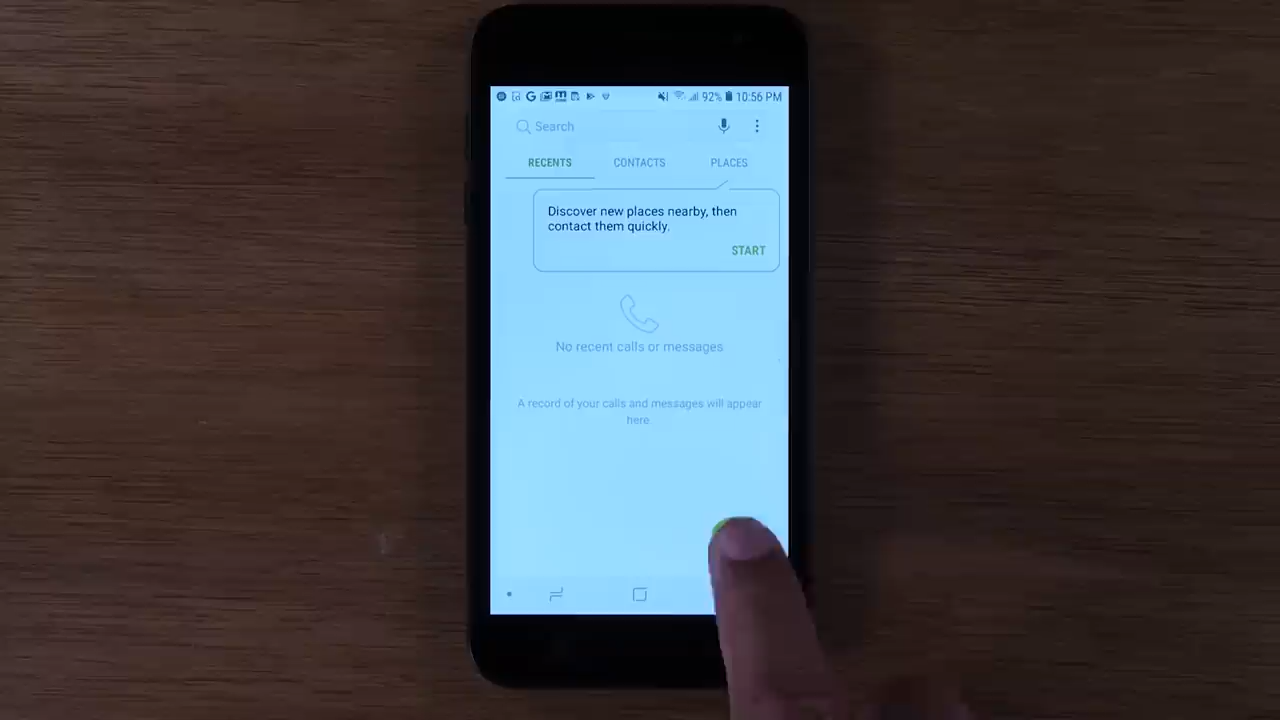 92% 10:56 PM
Search
RECENTS CONTACTS PLACES
Discover new places nearby, then
contact them quickly.
START
No recent calls or messages
A record of your calls and messages will appear
here.